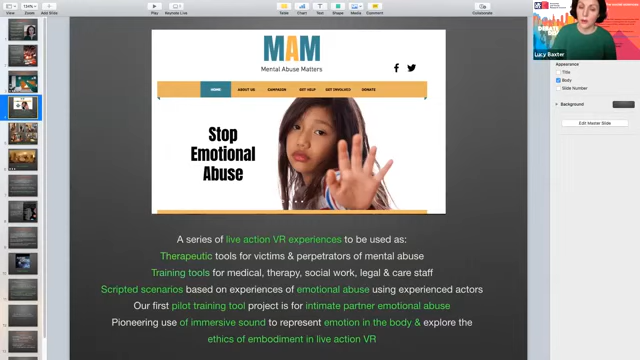 134%
View
Zoom
Add Slide
Play
Keynote Live
Table
Chart
Text
Shape
Media
Comment
Collaborate
MAM
Mental Abuse Matters
HOME
ABOUT US
CAMPAIGN
GET HELP
GET INVOLVED
DONATE
Stop
Emotional
Abuse
A series of live action VR experiences to be used as:
Therapeutic tools for victims & perpetrators of mental abuse
Training tools for medical, therapy, social work, legal & care staff
Scripted scenarios based on experiences of emotional abuse using experienced actors
Our first pilot training tool project is for intimate partner emotional abuse
Pioneering use of immersive sound to represent emotion in the body & explore the
ethics of embodiment in live action VR
Lucy Baxter
Appearance
Title
Body
Slide Number
Background
Edit Master Slide